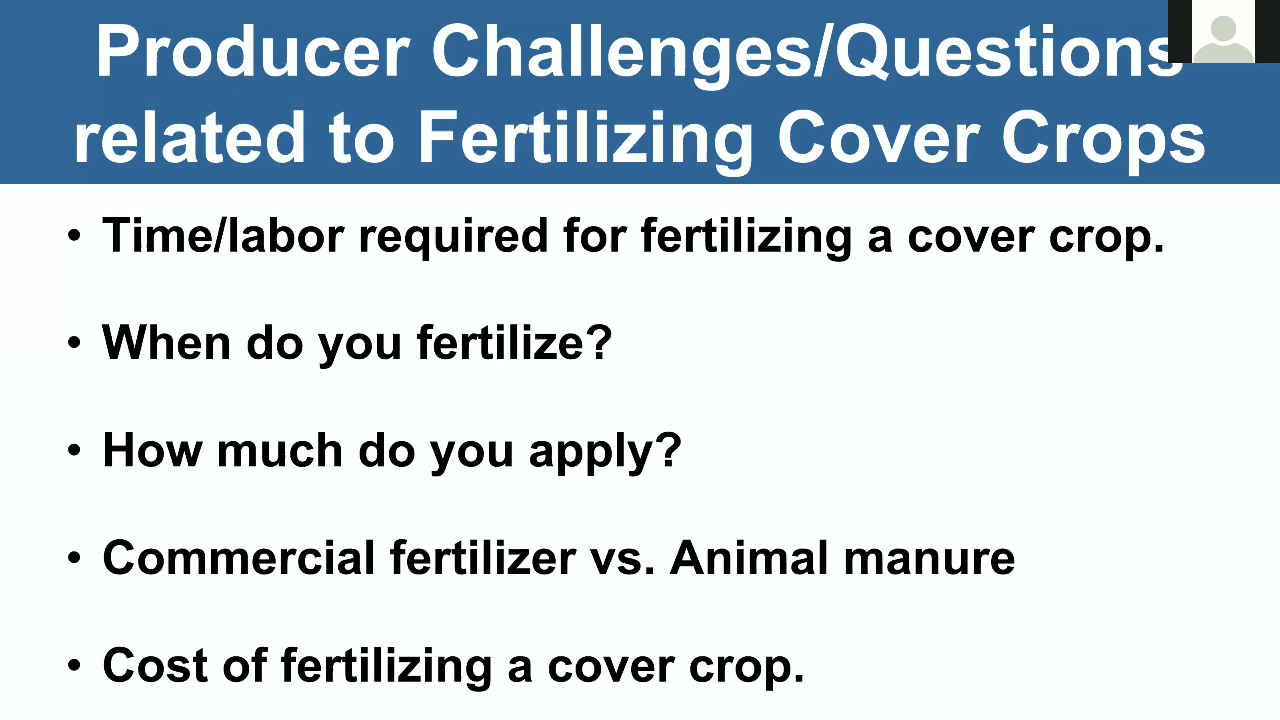 Producer Challenges/Questions
related to Fertilizing Cover Crops
• Time/labor required for fertilizing a cover crop.
• When do you fertilize?
• How much do you apply?
• Commercial fertilizer vs. Animal manure
• Cost of fertilizing a cover crop.